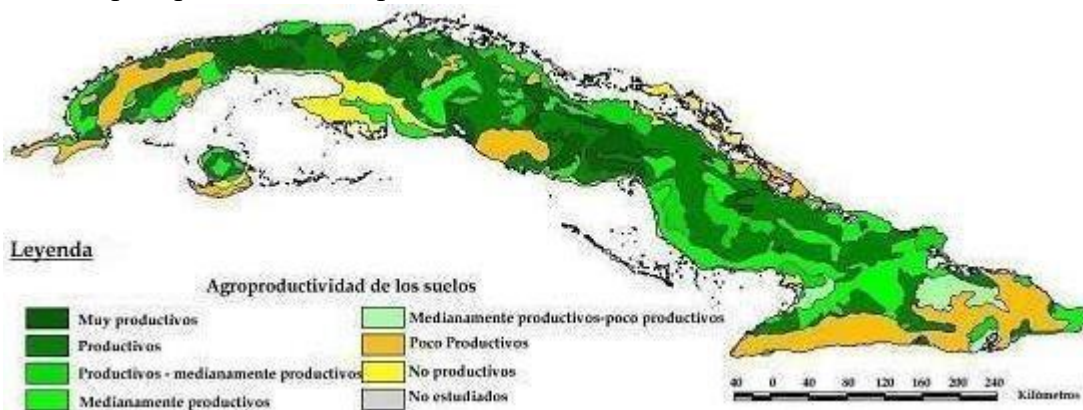 Leyenda
Agroproductividad de los suelos
Muy productivos
Productivos
Productivos - medianamente productivos
Medianamente productivos
Medianamente productivos-poco productivos
Poco Productivos
No productivos
No estudiados
40 0 40 80 120 160 200 240 Kilómetros